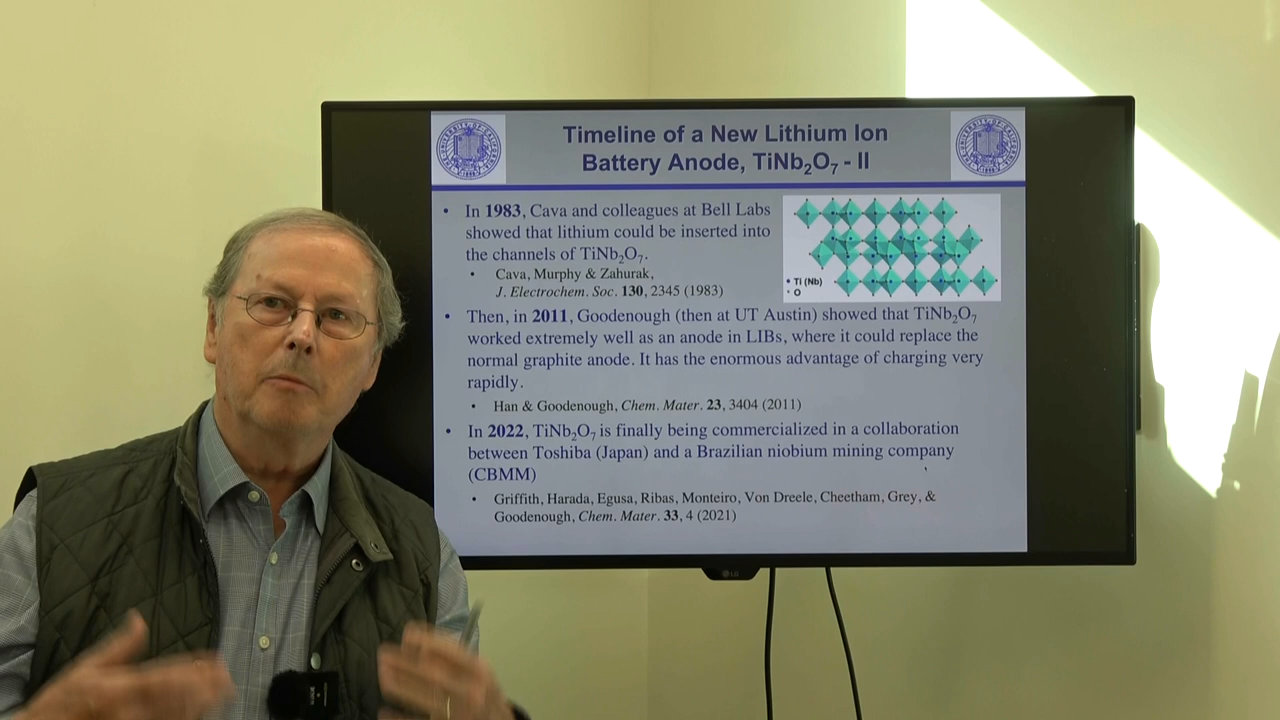 Timeline of a New Lithium Ion
Battery Anode, TiNb₂O₇ - II
• In 1983, Cava and colleagues at Bell Labs
showed that lithium could be inserted into
the channels of TiNb₂O₇.
• Cava, Murphy & Zahurak,
J. Electrochem. Soc. 130, 2345 (1983)
• Ti (Nb)
• O
• Then, in 2011, Goodenough (then at UT Austin) showed that TiNb₂O₇
worked extremely well as an anode in LIBs, where it could replace the
normal graphite anode. It has the enormous advantage of charging very
rapidly.
• Han & Goodenough, Chem. Mater. 23, 3404 (2011)
• In 2022, TiNb₂O₇ is finally being commercialized in a collaboration
between Toshiba (Japan) and a Brazilian niobium mining company
(CBMM)
• Griffith, Harada, Egusa, Ribas, Monteiro, Von Dreele, Cheetham, Grey, &
Goodenough, Chem. Mater. 33, 4 (2021)
LG